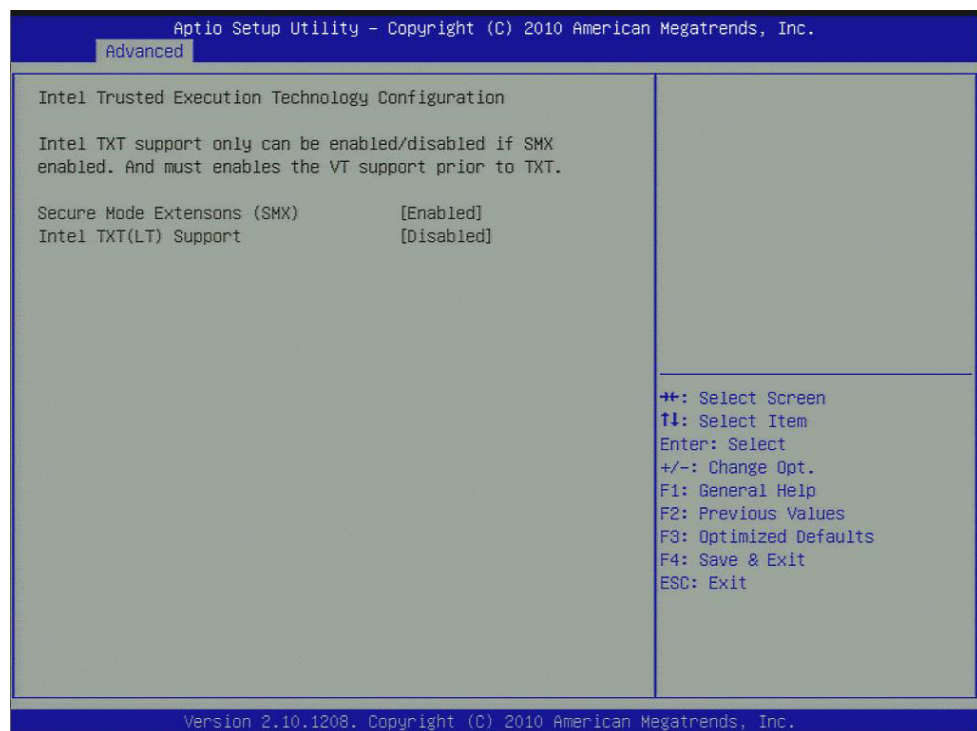 Aptio Setup Utility – Copyright (C) 2010 American Megatrends, Inc.
Advanced
Intel Trusted Execution Technology Configuration
Intel TXT support only can be enabled/disabled if SMX
enabled. And must enables the VT support prior to TXT.
Secure Mode Extensons (SMX) [Enabled]
Intel TXT(LT) Support [Disabled]
→←: Select Screen
↑↓: Select Item
Enter: Select
+/-: Change Opt.
F1: General Help
F2: Previous Values
F3: Optimized Defaults
F4: Save & Exit
ESC: Exit
Version 2.10.1208. Copyright (C) 2010 American Megatrends, Inc.